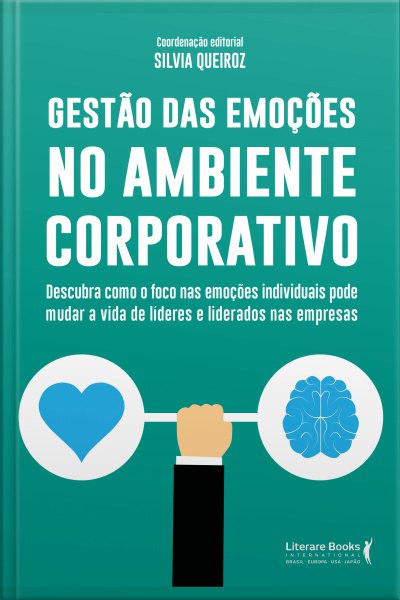 Coordenação editorial
SILVIA QUEIROZ
GESTÃO DAS EMOÇÕES
NO AMBIENTE
CORPORATIVO
Descubra como o foco nas emoções individuais pode
mudar a vida de líderes e liderados nas empresas
Literare Books
INTERNATIONAL
BRASIL · EUROPA · USA · JAPÃO